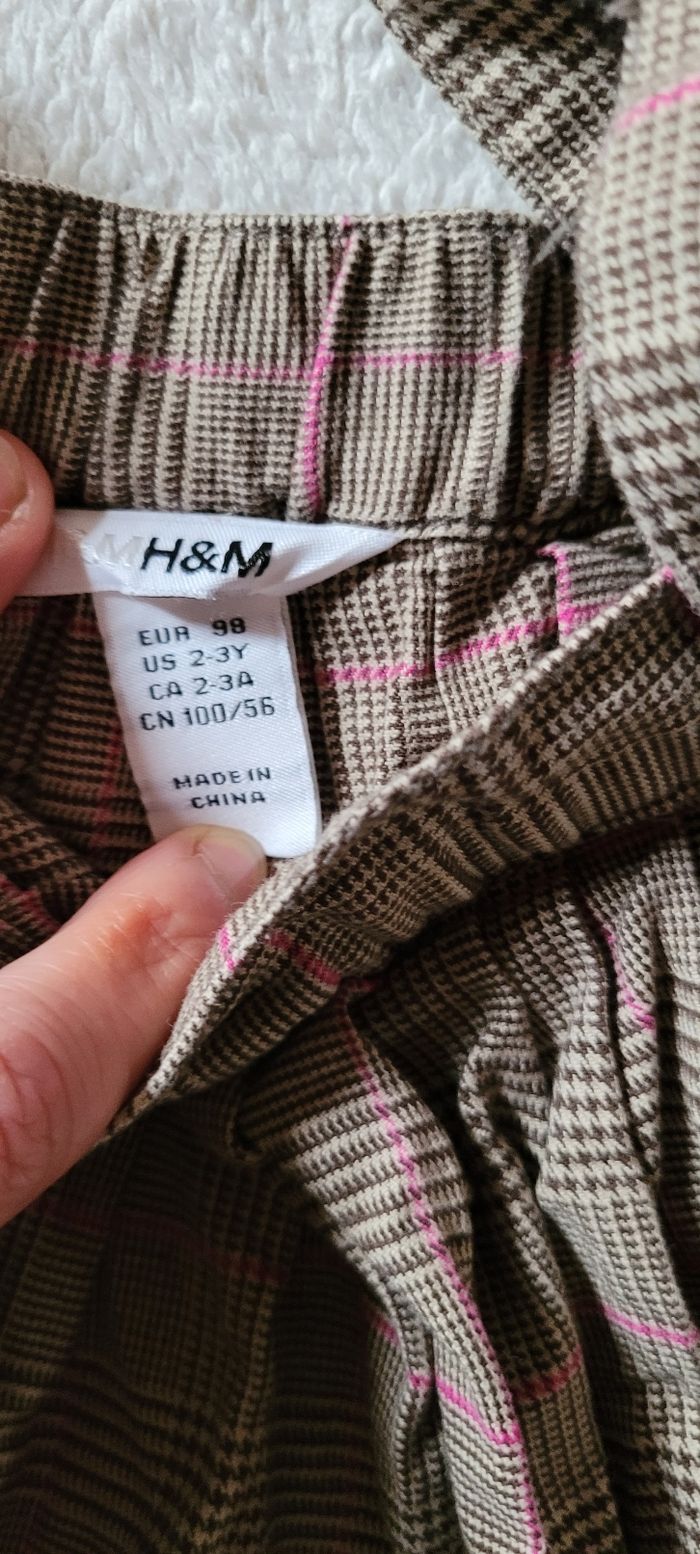 H&M
EUR 98
US 2-3Y
CA 2-3A
CN 100/56
MADE IN
CHINA